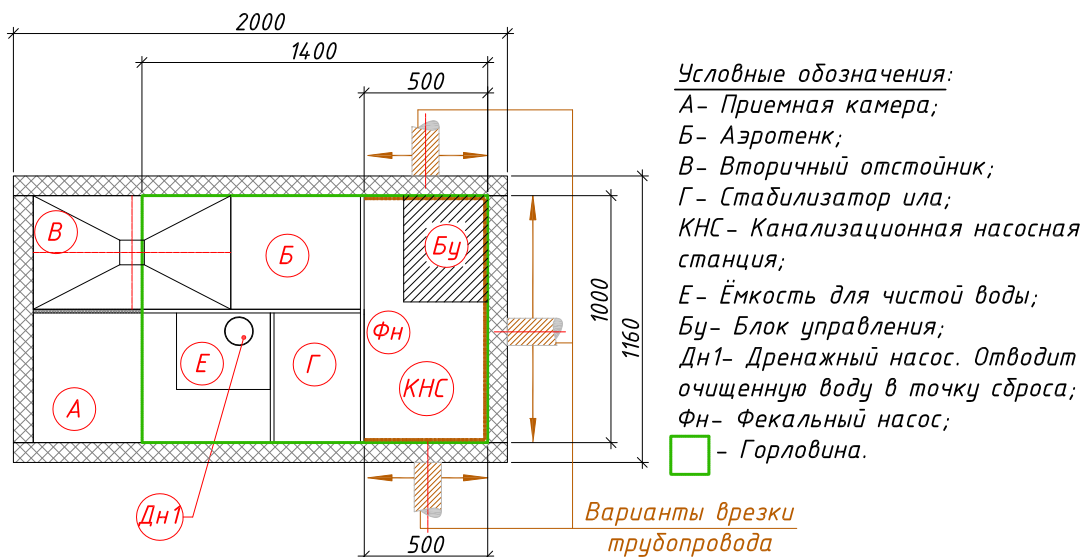 2000
1400
500
Условные обозначения:
А- Приемная камера;
Б- Аэротенк;
В- Вторичный отстойник;
Г- Стабилизатор ила;
КНС- Канализационная насосная
станция;
Е- Ёмкость для чистой воды;
Бу- Блок управления;
Дн1- Дренажный насос. Отводит
очищенную воду в точку сброса;
Фн- Фекальный насос;
- Горловина.
В
Б
Бу
Фн
Е
Г
КНС
А
1000
1160
Дн1
Варианты врезки
трубопровода
500